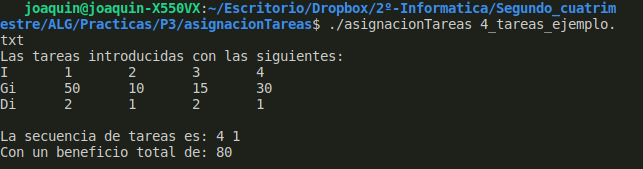 joaquin@joaquin-X550VX:~/Escritorio/Dropbox/2º-Informatica/Segundo_cuatrim
estre/ALG/Practicas/P3/asignacionTareas$ ./asignacionTareas 4_tareas_ejemplo.
txt
Las tareas introducidas con las siguientes:
I 1 2 3 4
Gi 50 10 15 30
Di 2 1 2 1
La secuencia de tareas es: 4 1
Con un beneficio total de: 80